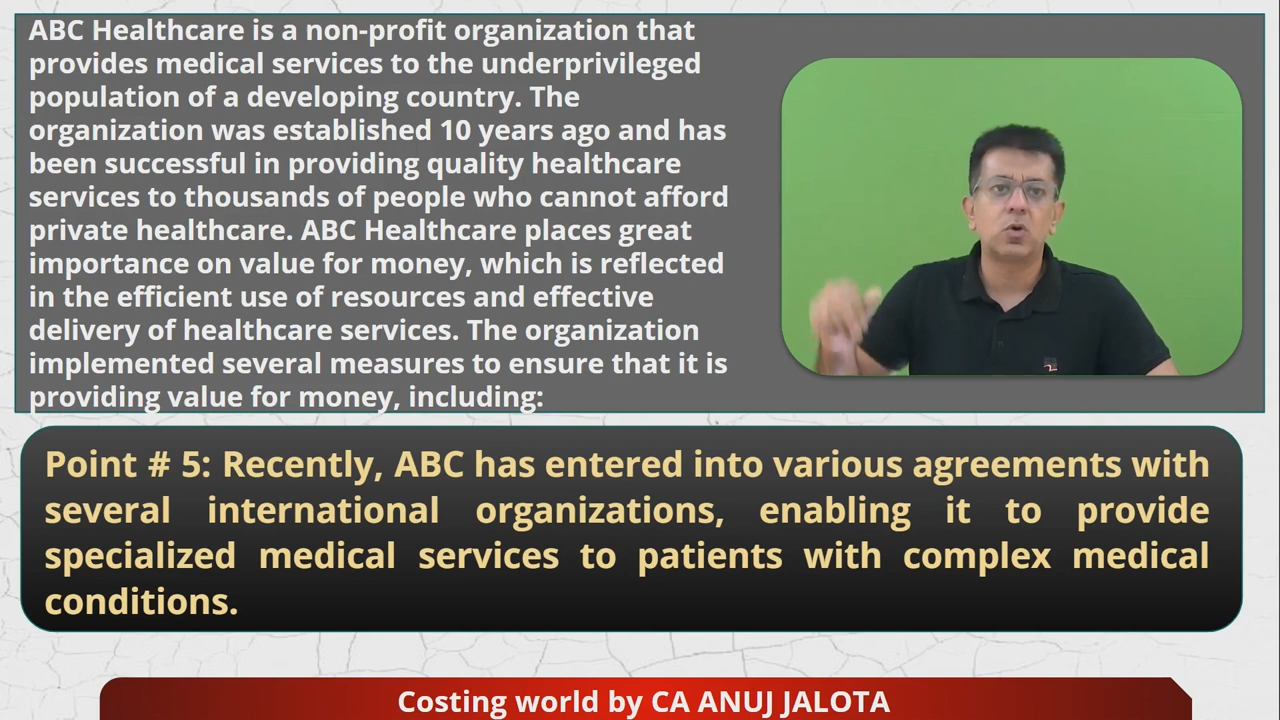 ABC Healthcare is a non-profit organization that
provides medical services to the underprivileged
population of a developing country. The
organization was established 10 years ago and has
been successful in providing quality healthcare
services to thousands of people who cannot afford
private healthcare. ABC Healthcare places great
importance on value for money, which is reflected
in the efficient use of resources and effective
delivery of healthcare services. The organization
implemented several measures to ensure that it is
providing value for money, including:
Point # 5: Recently, ABC has entered into various agreements with
several international organizations, enabling it to provide
specialized medical services to patients with complex medical
conditions.
Costing world by CA ANUJ JALOTA